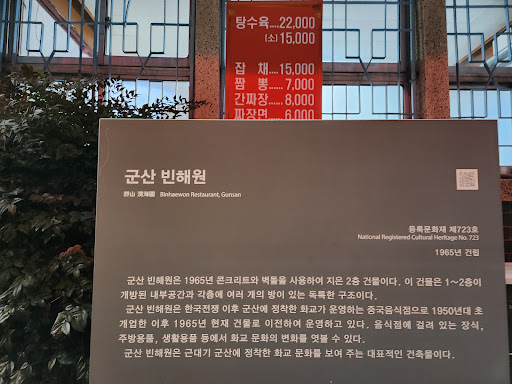 탕수육....22,000
(소) 15,000
잡 채....15,000
짬 뽕......7,000
간짜장......8,000
짜장면......6,000
군산 빈해원
群山 濱海園 Binhaewon Restaurant, Gunsan
등록문화재 제723호
National Registered Cultural Heritage No. 723
1965년 건립
군산 빈해원은 1965년 콘크리트와 벽돌을 사용하여 지은 2층 건물이다. 이 건물은 1~2층이
개방된 내부공간과 각층에 여러 개의 방이 있는 독특한 구조이다.
군산 빈해원은 한국전쟁 이후 군산에 정착한 화교가 운영하는 중국음식점으로 1950년대 초
개업한 이후 1965년 현재 건물로 이전하여 운영하고 있다. 음식점에 걸려 있는 장식,
주방용품, 생활용품 등에서 화교 문화의 변화를 엿볼 수 있다.
군산 빈해원은 근대기 군산에 정착한 화교 문화를 보여 주는 대표적인 건축물이다.